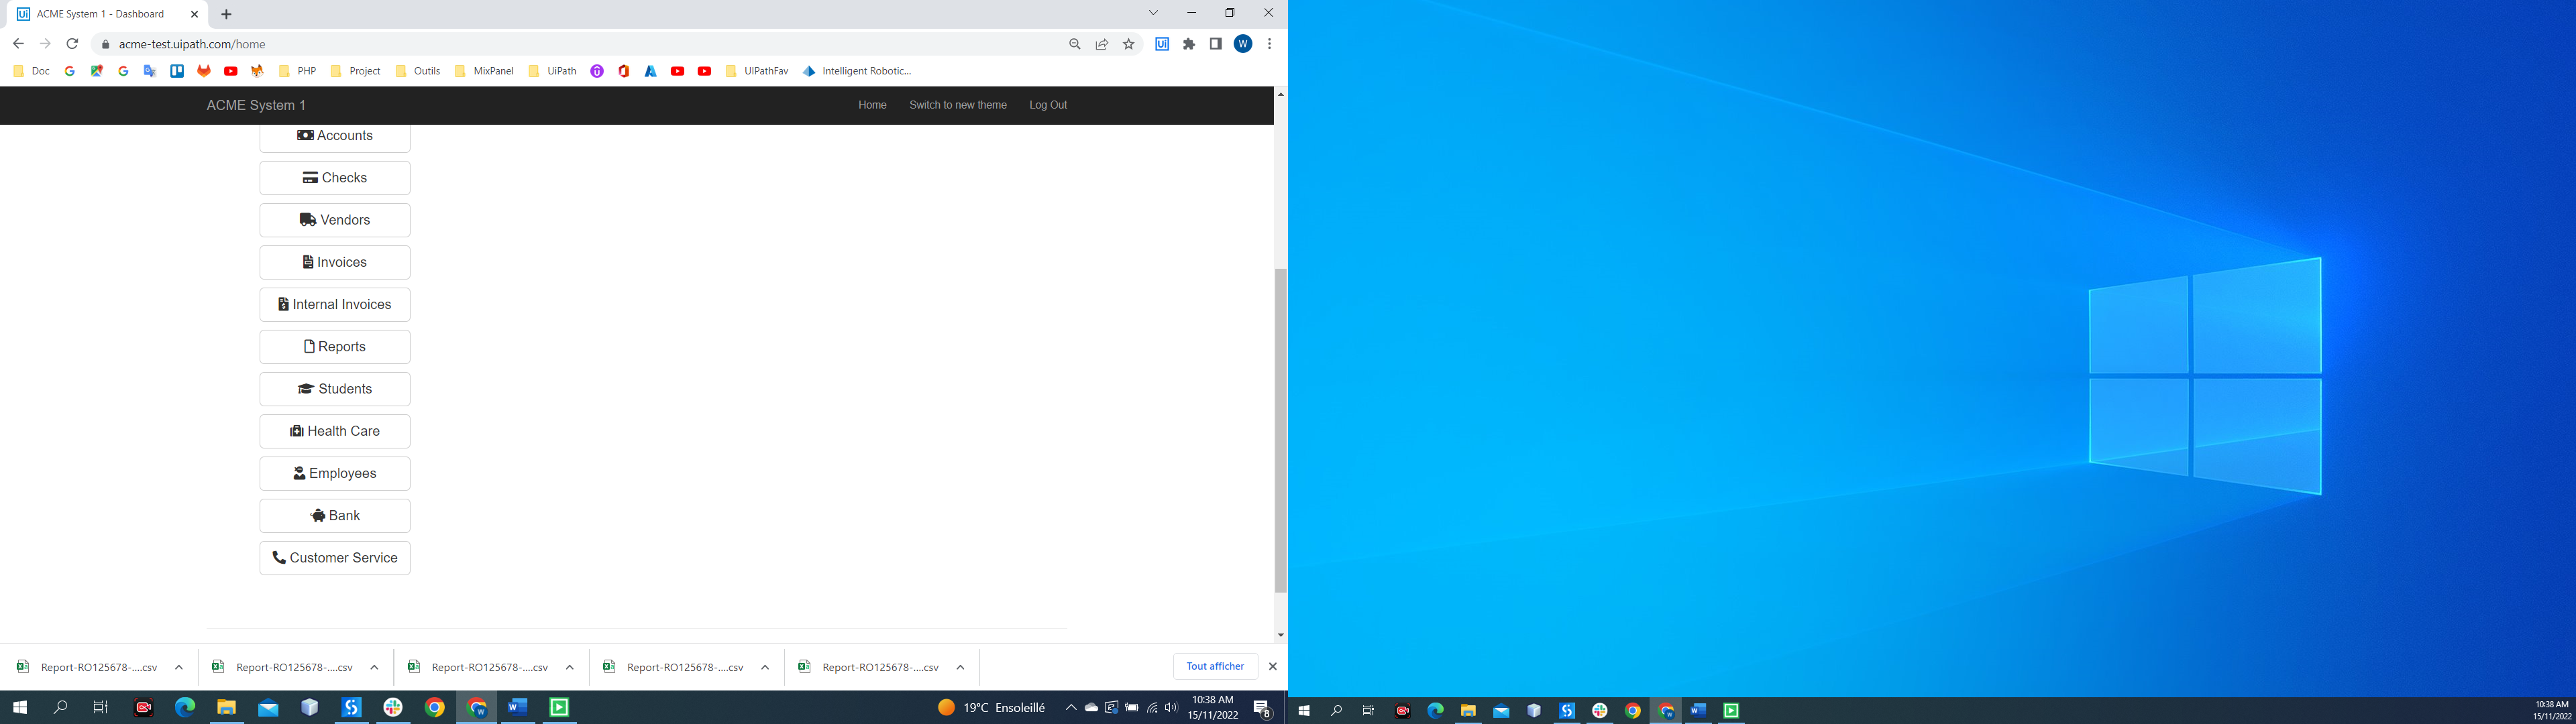 ACME System 1 - Dashboard
acme-test.uipath.com/home
W
Doc PHP Project Outils MixPanel UiPath UIPathFav Intelligent Robotic...
ACME System 1 Home Switch to new theme Log Out
Accounts
Checks
Vendors
Invoices
Internal Invoices
Reports
Students
Health Care
Employees
Bank
Customer Service
Report-RO125678-....csv Report-RO125678-....csv Report-RO125678-....csv Report-RO125678-....csv Report-RO125678-....csv Tout afficher
19°C Ensoleillé
10:38 AM
15/11/2022
8
10:38 AM
15/11/2022